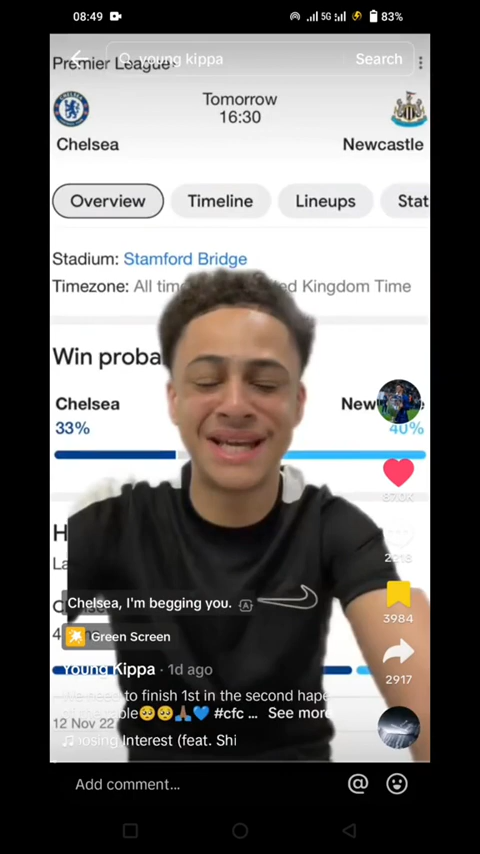 08:49
5G
83%
Premier League
young kippa
Search
Tomorrow
16:30
Chelsea
Newcastle
Overview
Timeline
Lineups
Stat
Stadium: Stamford Bridge
Timezone: All United Kingdom Time
Win proba
Chelsea
33%
40%
2218
Chelsea, I'm begging you.
Green Screen
3984
Young Kippa · 1d ago
2917
We need to finish 1st in the second
🥺🥺🙏🏾💙 #cfc ... See more
12 Nov 22
Interest (feat. Shi
Add comment...
@